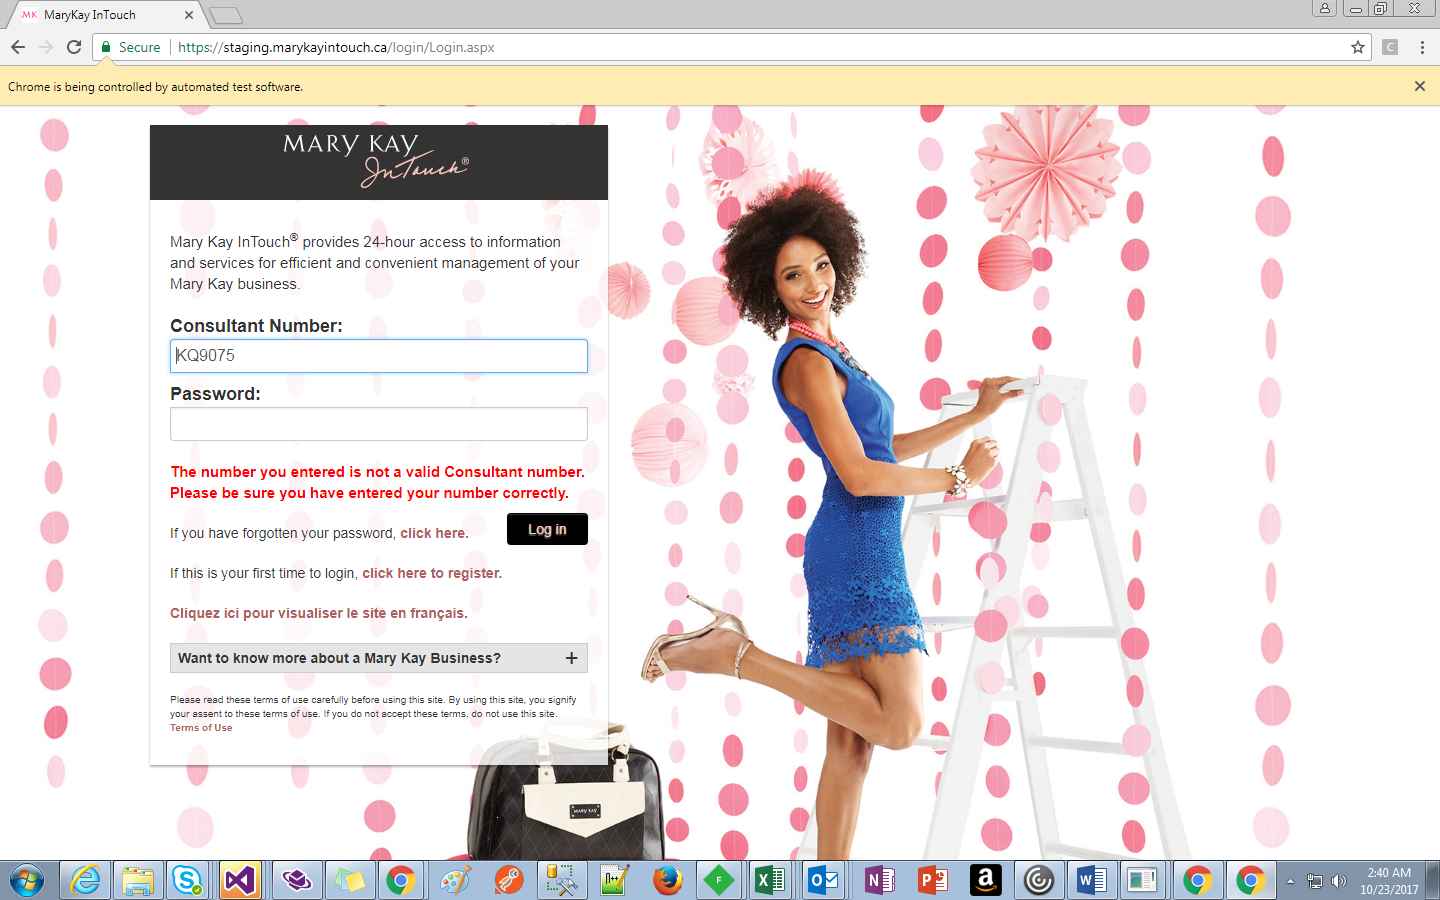 MK MaryKay InTouch
Secure https://staging.marykayintouch.ca/login/Login.aspx
C
Chrome is being controlled by automated test software.
MARY KAY
InTouch®
Mary Kay InTouch® provides 24-hour access to information
and services for efficient and convenient management of your
Mary Kay business.
Consultant Number:
KQ9075
Password:
The number you entered is not a valid Consultant number.
Please be sure you have entered your number correctly.
If you have forgotten your password, click here.
Log in
If this is your first time to login, click here to register.
Cliquez ici pour visualiser le site en français.
Want to know more about a Mary Kay Business? +
Please read these terms of use carefully before using this site. By using this site, you signify
your assent to these terms of use. If you do not accept these terms, do not use this site.
Terms of Use
MARY KAY
2:40 AM
10/23/2017